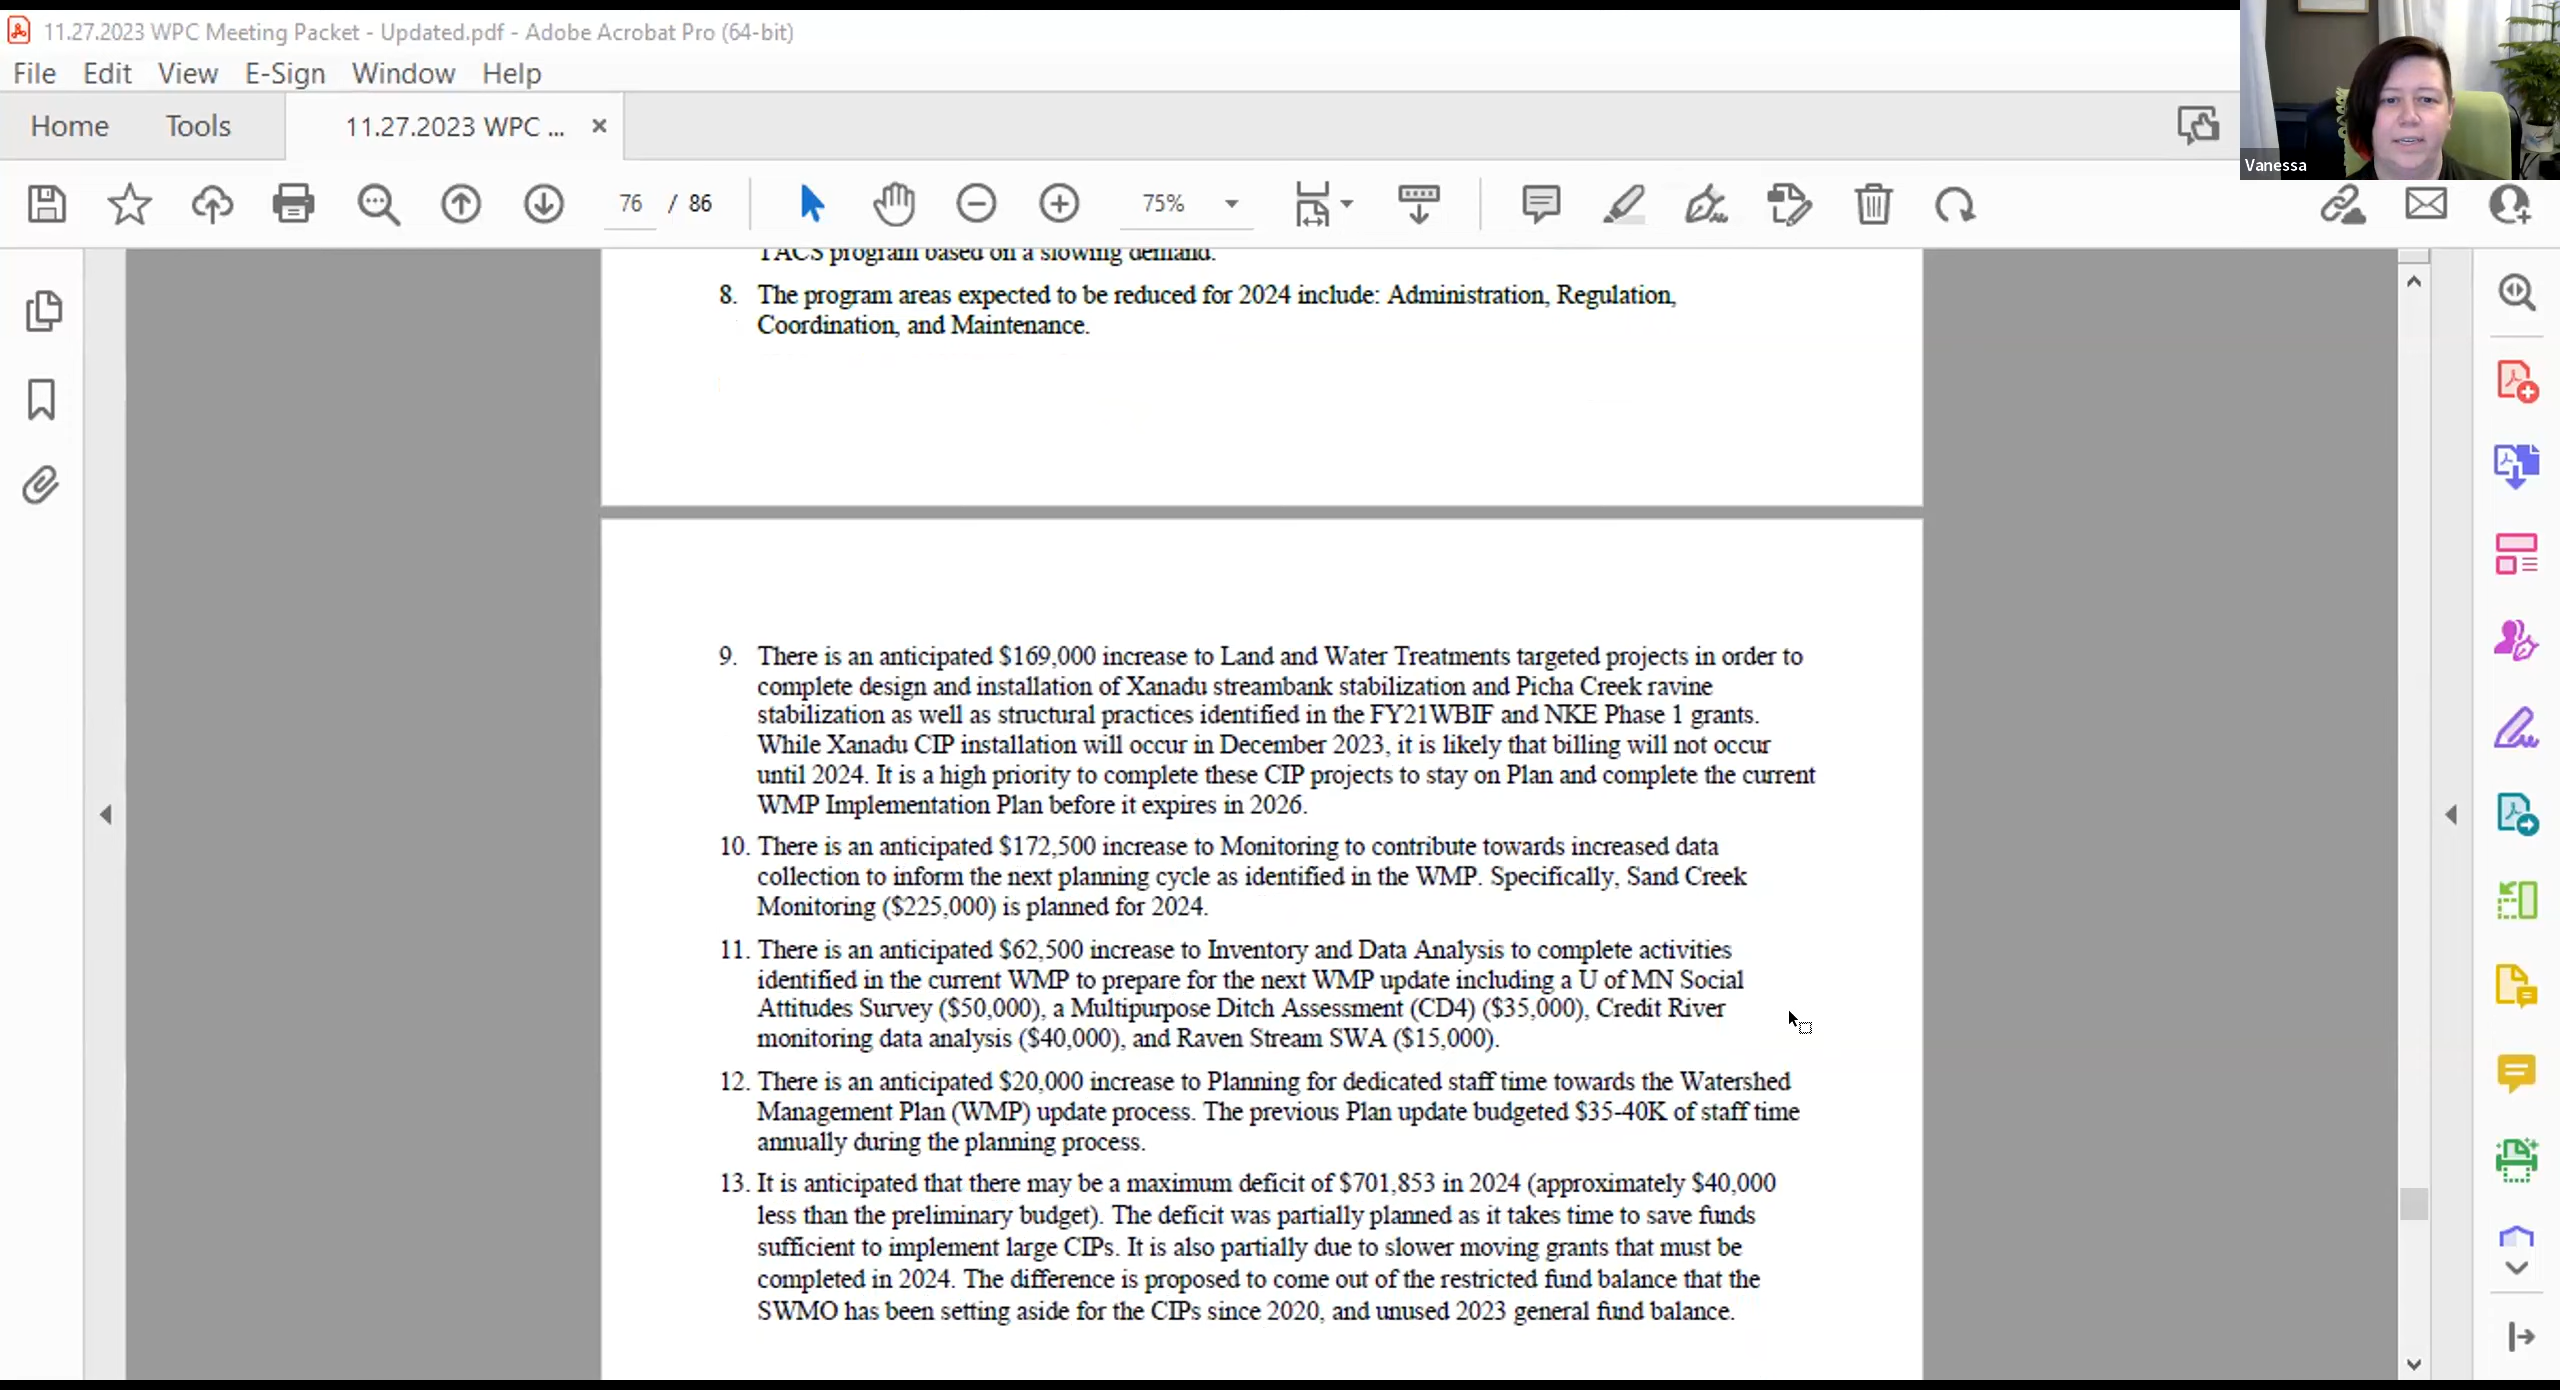 11.27.2023 WPC Meeting Packet - Updated.pdf - Adobe Acrobat Pro (64-bit)
File Edit View E-Sign Window Help
Home Tools 11.27.2023 WPC ... ×
Vanessa
76 / 86 75%
TACS program based on a slowing demand.
8. The program areas expected to be reduced for 2024 include: Administration, Regulation,
Coordination, and Maintenance.
9. There is an anticipated $169,000 increase to Land and Water Treatments targeted projects in order to
complete design and installation of Xanadu streambank stabilization and Picha Creek ravine
stabilization as well as structural practices identified in the FY21WBIF and NKE Phase 1 grants.
While Xanadu CIP installation will occur in December 2023, it is likely that billing will not occur
until 2024. It is a high priority to complete these CIP projects to stay on Plan and complete the current
WMP Implementation Plan before it expires in 2026.
10. There is an anticipated $172,500 increase to Monitoring to contribute towards increased data
collection to inform the next planning cycle as identified in the WMP. Specifically, Sand Creek
Monitoring ($225,000) is planned for 2024.
11. There is an anticipated $62,500 increase to Inventory and Data Analysis to complete activities
identified in the current WMP to prepare for the next WMP update including a U of MN Social
Attitudes Survey ($50,000), a Multipurpose Ditch Assessment (CD4) ($35,000), Credit River
monitoring data analysis ($40,000), and Raven Stream SWA ($15,000).
12. There is an anticipated $20,000 increase to Planning for dedicated staff time towards the Watershed
Management Plan (WMP) update process. The previous Plan update budgeted $35-40K of staff time
annually during the planning process.
13. It is anticipated that there may be a maximum deficit of $701,853 in 2024 (approximately $40,000
less than the preliminary budget). The deficit was partially planned as it takes time to save funds
sufficient to implement large CIPs. It is also partially due to slower moving grants that must be
completed in 2024. The difference is proposed to come out of the restricted fund balance that the
SWMO has been setting aside for the CIPs since 2020, and unused 2023 general fund balance.